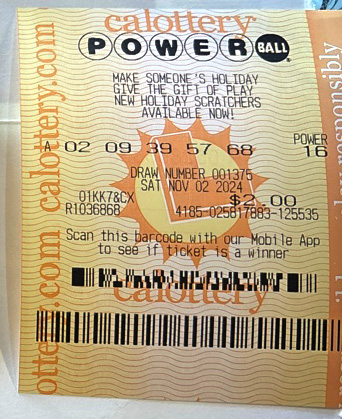 calottery
POWERBALL
MAKE SOMEONE'S HOLIDAY
GIVE THE GIFT OF PLAY
NEW HOLIDAY SCRATCHERS
AVAILABLE NOW!
POWER
A 02 09 39 57 68 16
DRAW NUMBER 001375
SAT NOV 02 2024
01KK7&CX $2.00
R1036868 4185-025817883-125535
Scan this barcode with our Mobile App
to see if ticket is a winner
calottery
calottery.com
ottery.com
responsibly